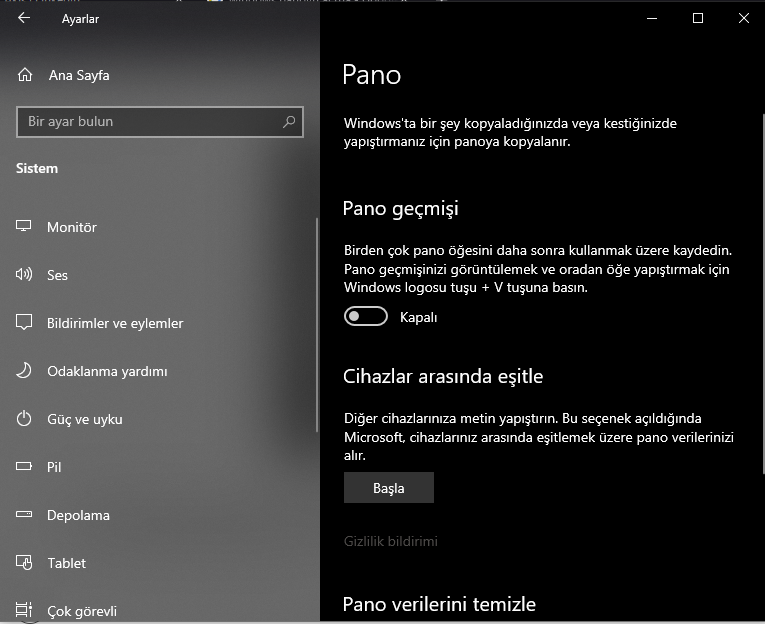 Ayarlar
Ana Sayfa
Bir ayar bulun
Sistem
Monitör
Ses
Bildirimler ve eylemler
Odaklanma yardımı
Güç ve uyku
Pil
Depolama
Tablet
Çok görevli
Pano
Windows'ta bir şey kopyaladığınızda veya kestiğinizde
yapıştırmanız için panoya kopyalanır.
Pano geçmişi
Birden çok pano öğesini daha sonra kullanmak üzere kaydedin.
Pano geçmişinizi görüntülemek ve oradan öğe yapıştırmak için
Windows logosu tuşu + V tuşuna basın.
Kapalı
Cihazlar arasında eşitle
Diğer cihazlarınıza metin yapıştırın. Bu seçenek açıldığında
Microsoft, cihazlarınız arasında eşitlemek üzere pano verilerinizi
alır.
Başla
Gizlilik bildirimi
Pano verilerini temizle